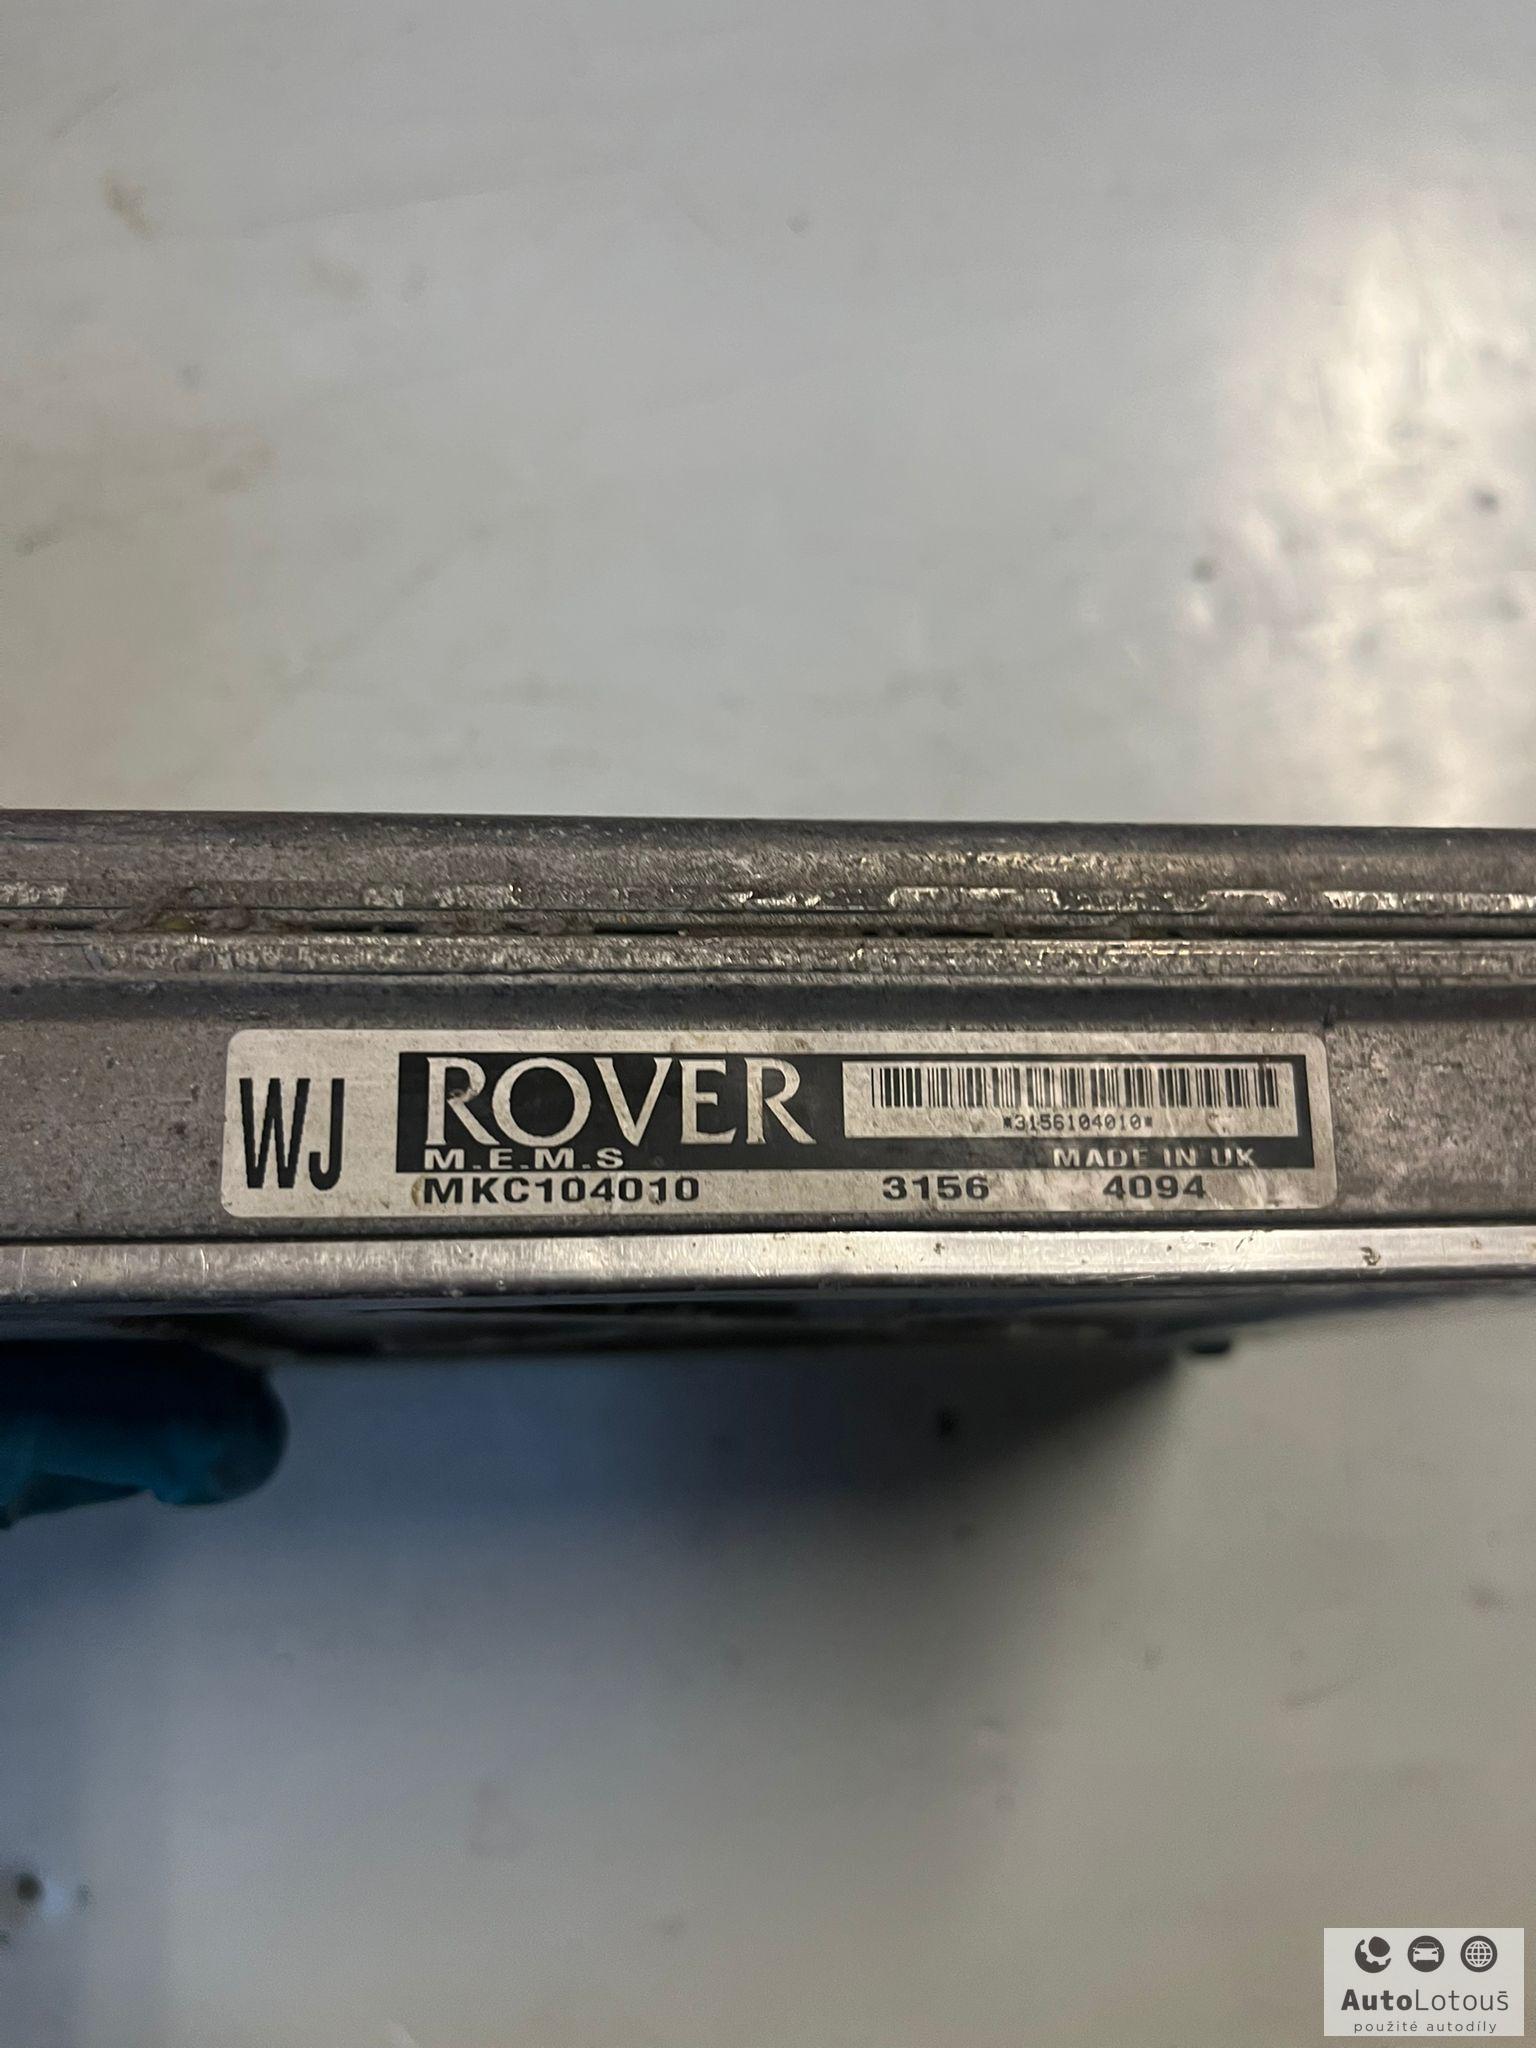 WJ
ROVER
*3156104010*
M.E.M.S
MADE IN UK
MKC104010 3156 4094
AutoLotouš
použité autodíly